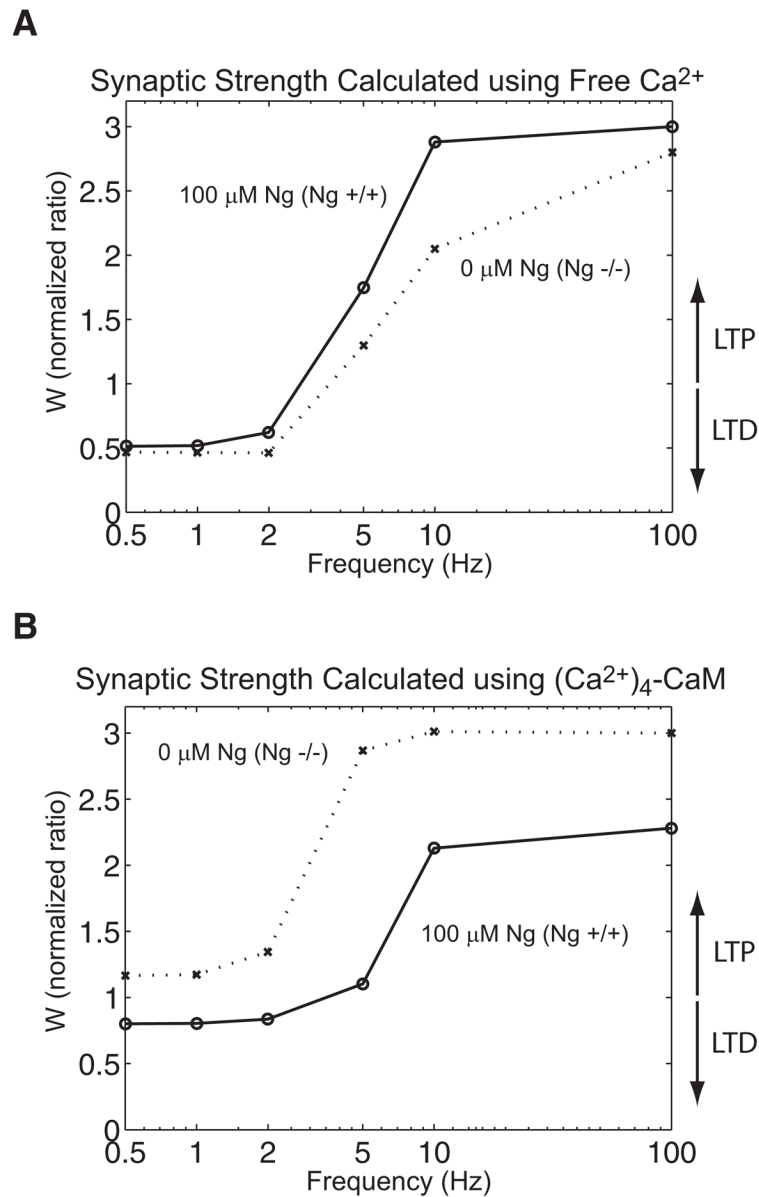 A
Synaptic Strength Calculated using Free Ca2+
3
2.5
2
1.5
1
0.5
0
W (normalized ratio)
100 μM Ng (Ng +/+)
0 μM Ng (Ng -/-)
LTP
LTD
0.5 1 2 5 10 100
Frequency (Hz)
B
Synaptic Strength Calculated using (Ca2+)4-CaM
3
2.5
2
1.5
1
0.5
0
W (normalized ratio)
0 μM Ng (Ng -/-)
100 μM Ng (Ng +/+)
LTP
LTD
0.5 1 2 5 10 100
Frequency (Hz)